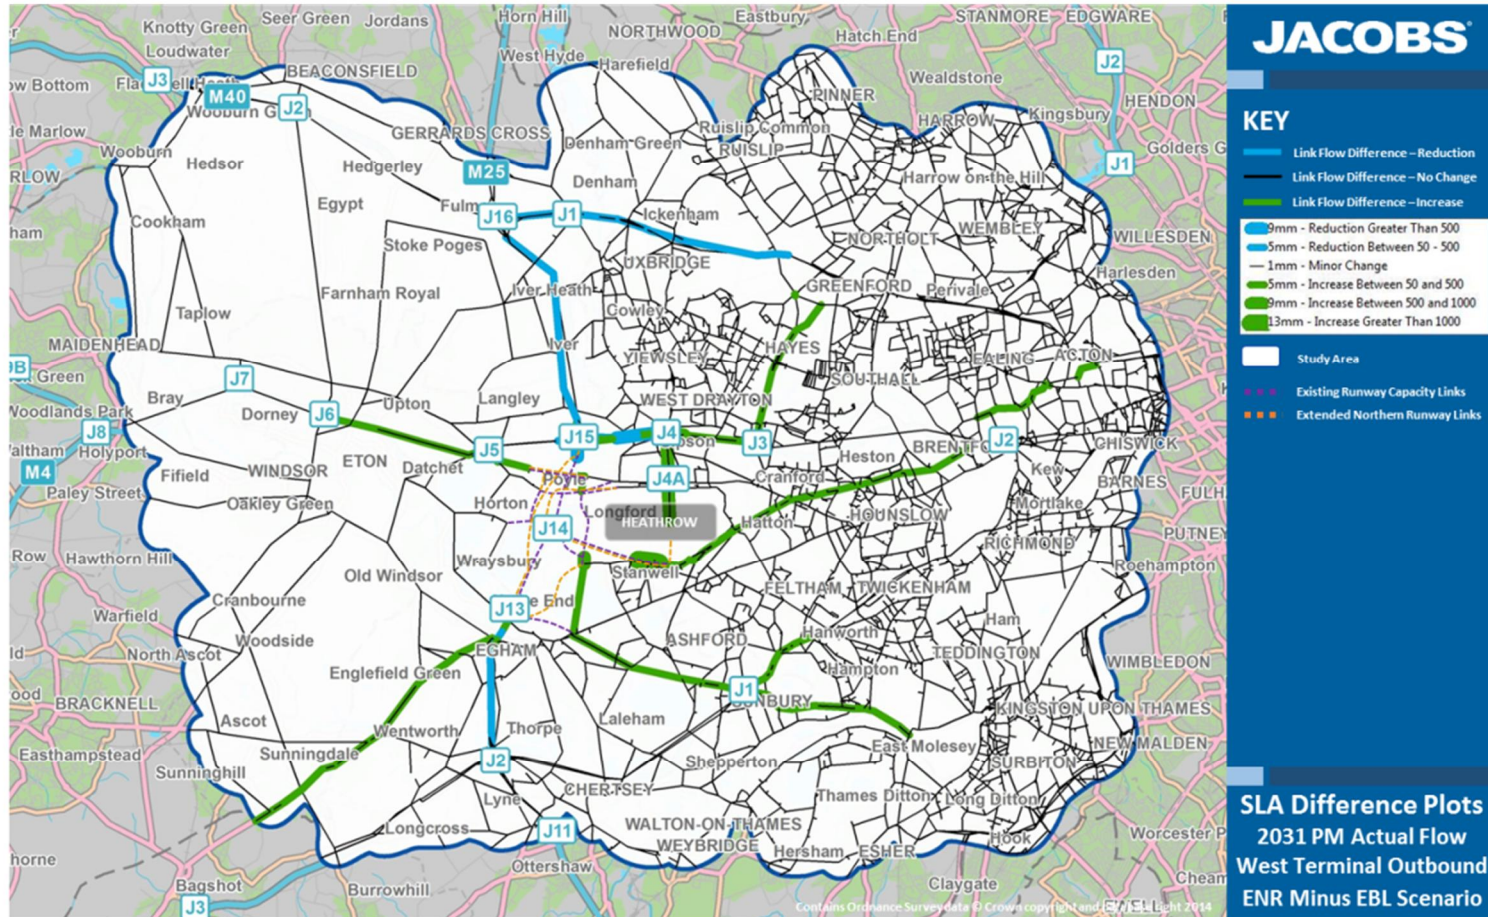 Knotty Green
Seer Green
Jordans
Horn Hill
Eastbury
STANMORE
EDGWARE
Loudwater
NORTHWOOD
Hatch End
West Hyde
J3
BEACONSFIELD
Harefield
J2
Wealdstone
M40
J2
PINNER
HENDON
Wooburn
GERRARDS CROSS
Ruislip Common
HARROW
Kingsbury
Denham Green
RUISLIP
Hedsor
Hedgerley
M25
Denham
Harrow on the Hill
J1
Egypt
J16
J1
Ickenham
Cookham
Stoke Poges
NORTHOLT
WEMBLEY
WILLESDEN
UXBRIDGE
Harlesden
Iver Heath
GREENFORD
Perivale
Farnham Royal
Cowley
Taplow
MAIDENHEAD
Iver
YIEWSLEY
HAYES
EALING
ACTON
J7
SOUTHALL
Bray
Dorney
J6
Upton
Langley
WEST DRAYTON
Woodlands Park
J8
J15
J4
J3
J2
CHISWICK
Holyport
M4
J5
Heston
Fifield
WINDSOR
ETON
Datchet
Poyle
J4A
Cranford
Kew
BARNES
Paley Street
Oakley Green
Horton
Longford
HEATHROW
Hatton
HOUNSLOW
Mortlake
J14
RICHMOND
PUTNEY
Hawthorn Hill
Wraysbury
Stanwell
Roehampton
Old Windsor
FELTHAM
TWICKENHAM
Cranbourne
J13
Warfield
Ham
Woodside
ASHFORD
Hanworth
North Ascot
EGHAM
TEDDINGTON
WIMBLEDON
Englefield Green
Hampton
J1
BRACKNELL
KINGSTON UPON THAMES
Ascot
Wentworth
Thorpe
Laleham
East Molesey
NEW MALDEN
Easthampstead
Sunningdale
J2
Shepperton
SURBITON
Sunninghill
Lyne
CHERTSEY
Thames Ditton
Long Ditton
Longcross
J11
WALTON-ON-THAMES
WEYBRIDGE
Hook
Hersham
ESHER
Ottershaw
Bagshot
Burrowhill
Claygate
J3
Contains Ordnance Survey data © Crown copyright and
2014
JACOBS
KEY
Link Flow Difference – Reduction
Link Flow Difference – No Change
Link Flow Difference – Increase
9mm - Reduction Greater Than 500
5mm - Reduction Between 50 - 500
1mm - Minor Change
5mm - Increase Between 50 and 500
9mm - Increase Between 500 and 1000
13mm - Increase Greater Than 1000
Study Area
Existing Runway Capacity Links
Extended Northern Runway Links
SLA Difference Plots
2031 PM Actual Flow
West Terminal Outbound
ENR Minus EBL Scenario